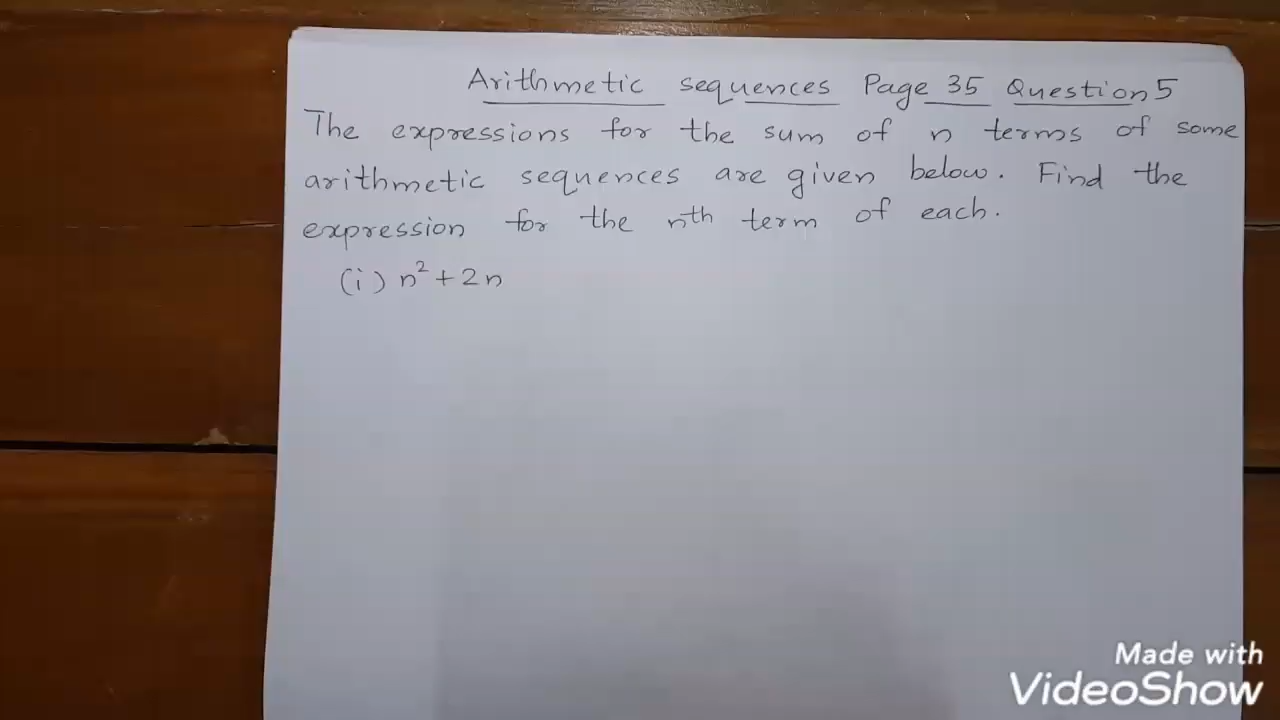 Arithmetic sequences Page 35 Question 5
The expressions for the sum of n terms of some
arithmetic sequences are given below. Find the
expression for the nth term of each.
(i) n² + 2n
Made with
VideoShow